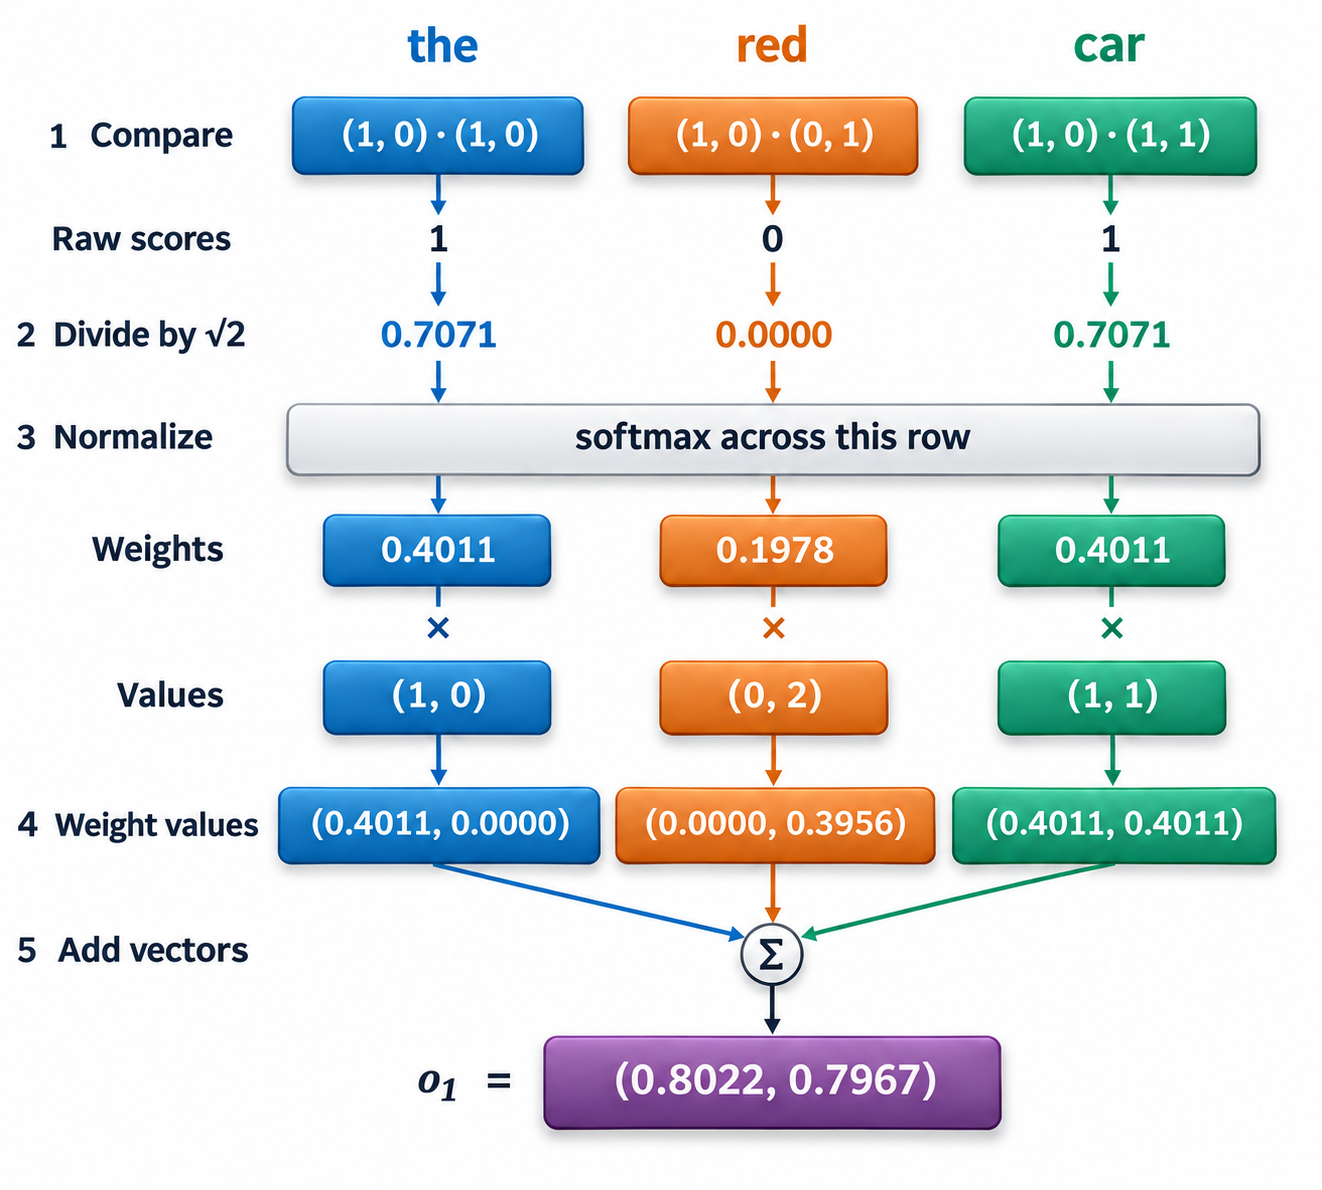 the red car
1 Compare (1, 0) · (1, 0) (1, 0) · (0, 1) (1, 0) · (1, 1)
Raw scores 1 0 1
2 Divide by √2 0.7071 0.0000 0.7071
3 Normalize softmax across this row
Weights 0.4011 0.1978 0.4011
× × ×
Values (1, 0) (0, 2) (1, 1)
4 Weight values (0.4011, 0.0000) (0.0000, 0.3956) (0.4011, 0.4011)
5 Add vectors Σ
o₁ = (0.8022, 0.7967)